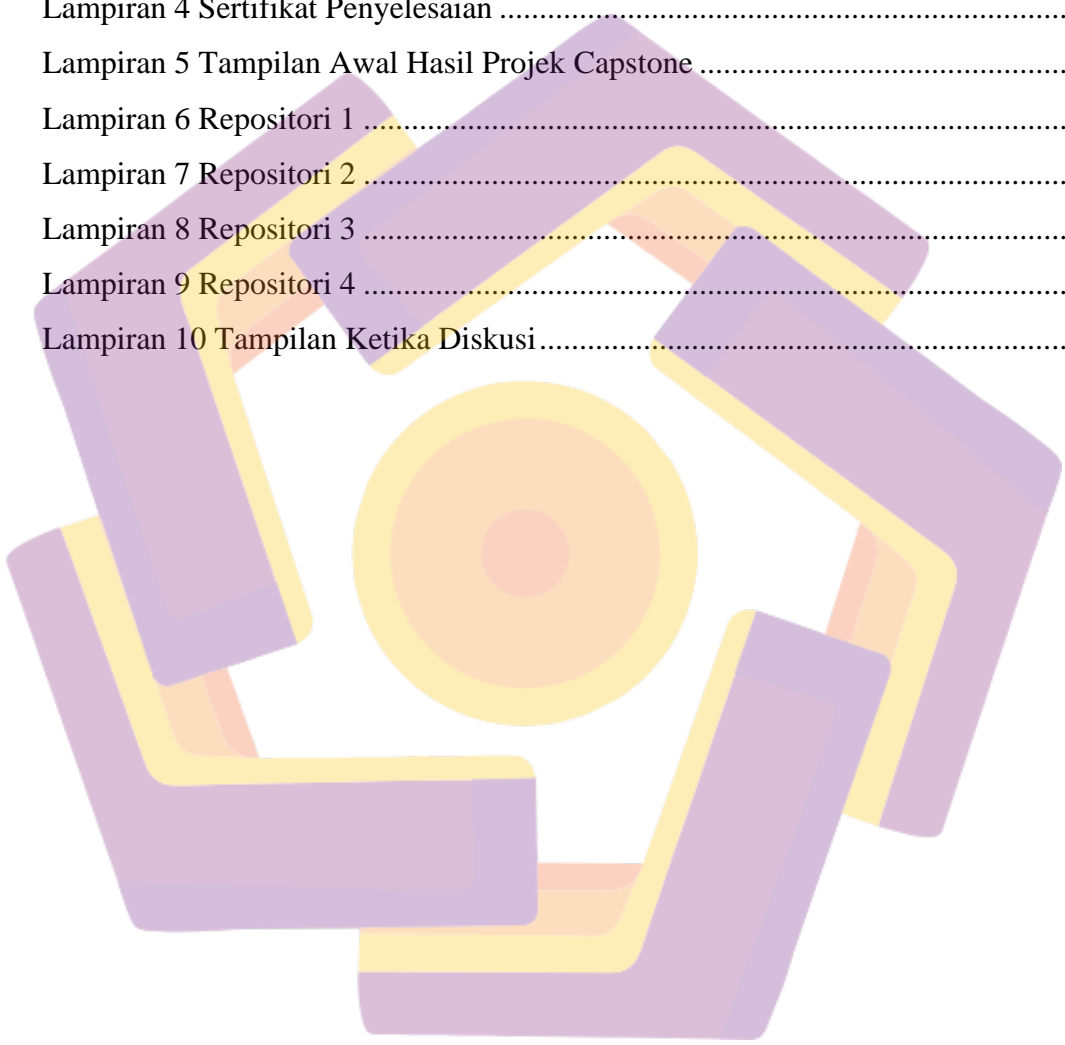 Lampiran 4 Sertifikat Penyelesaian ................................................................
Lampiran 5 Tampilan Awal Hasil Projek Capstone ..........................................
Lampiran 6 Repositori 1 ................................................................................
Lampiran 7 Repositori 2 ................................................................................
Lampiran 8 Repositori 3 ................................................................................
Lampiran 9 Repositori 4 ................................................................................
Lampiran 10 Tampilan Ketika Diskusi ............................................................